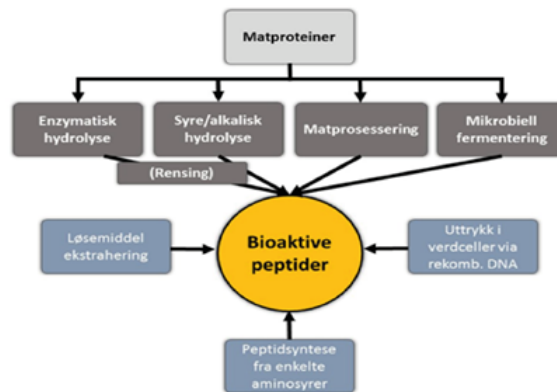 Matproteiner
Enzymatisk
hydrolyse
Syre/alkalisk
hydrolyse
Matprosessering
Mikrobiell
fermentering
(Rensing)
Løsemiddel
ekstrahering
Bioaktive
peptider
Uttrykk i
verdceller via
rekomb. DNA
Peptidsyntese
fra enkelte
aminosyrer